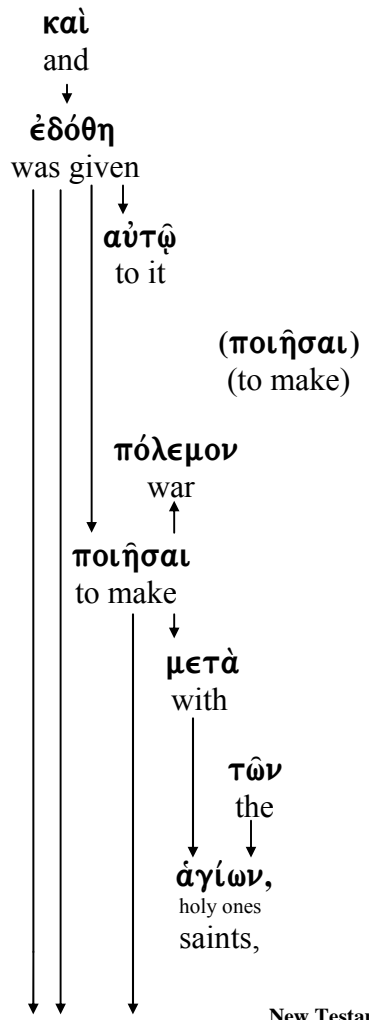 καὶ
and
ἐδόθη
was given
αὐτῷ
to it
(ποιῆσαι)
(to make)
πόλεμον
war
ποιῆσαι
to make
μετὰ
with
τῶν
the
ἁγίων,
holy ones
saints,
New